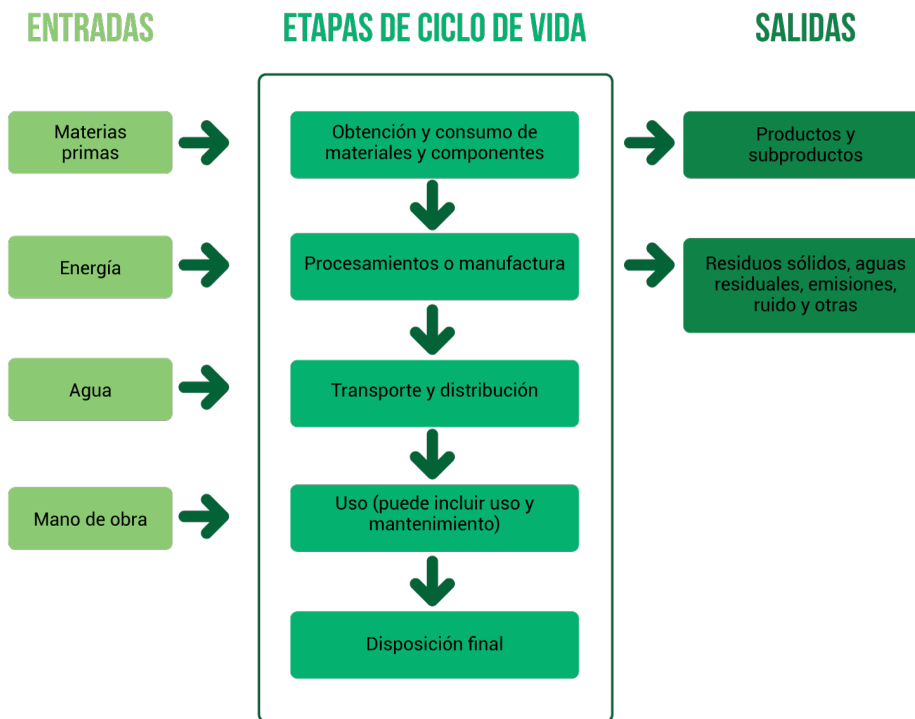 ENTRADAS
ETAPAS DE CICLO DE VIDA
SALIDAS
Materias
primas
Obtención y consumo de
materiales y componentes
Productos y
subproductos
Energía
Procesamientos o manufactura
Residuos sólidos, aguas
residuales, emisiones,
ruido y otras
Agua
Transporte y distribución
Mano de obra
Uso (puede incluir uso y
mantenimiento)
Disposición final